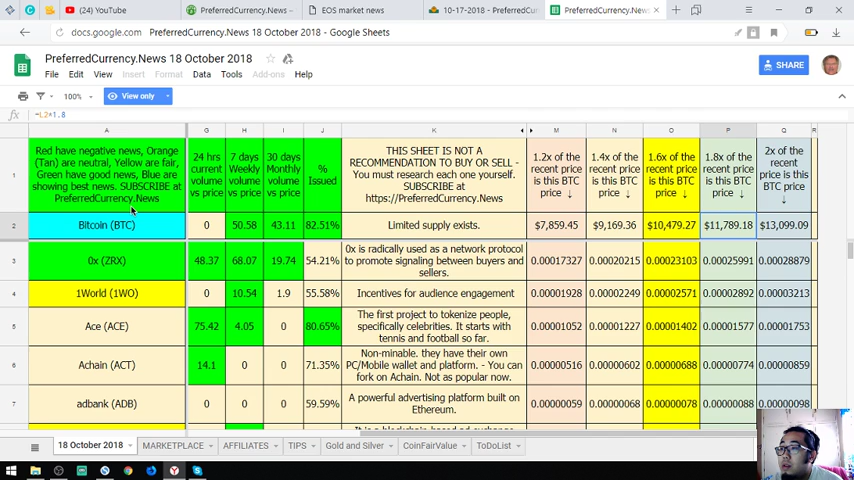 (24) YouTube
PreferredCurrency.News –
EOS market news
10-17-2018 - PreferredCurr
PreferredCurrency.News
docs.google.com PreferredCurrency.News 18 October 2018 - Google Sheets
PreferredCurrency.News 18 October 2018
File Edit View Insert Format Data Tools Add-ons Help
SHARE
100% View only
fx =L2*1.8
A G H I J K M N O P Q R
1
Red have negative news, Orange
(Tan) are neutral, Yellow are fair,
Green have good news, Blue are
showing best news. SUBSCRIBE at
PreferredCurrency.News
24 hrs
current
volume
vs price
7 days
Weekly
volume
vs price
30 days
Monthly
volume
vs price
%
Issued
THIS SHEET IS NOT A
RECOMMENDATION TO BUY OR SELL -
You must research each one yourself.
SUBSCRIBE at
https://PreferredCurrency.News
1.2x of the
recent price
is this BTC
price ↓
1.4x of the
recent price
is this BTC
price ↓
1.6x of the
recent price
is this BTC
price ↓
1.8x of the
recent price
is this BTC
price ↓
2x of the
recent price
is this BTC
price
↓
2 Bitcoin (BTC) 0 50.58 43.11 82.51% Limited supply exists. $7,859.45 $9,169.36 $10,479.27 $11,789.18 $13,099.09
3 0x (ZRX) 48.37 68.07 19.74 54.21%
0x is radically used as a network protocol
to promote signaling between buyers and
sellers.
0.00017327 0.00020215 0.00023103 0.00025991 0.00028879
4 1World (1WO) 0 10.54 1.9 55.58% Incentives for audience engagement 0.00001928 0.00002249 0.00002571 0.00002892 0.00003213
5 Ace (ACE) 75.42 4.05 0 80.65%
The first project to tokenize people,
specifically celebrities. It starts with
tennis and football so far.
0.00001052 0.00001227 0.00001402 0.00001577 0.00001753
6 Achain (ACT) 14.1 0 0 71.35%
Non-minable. they have their own
PC/Mobile wallet and platform. - You can
fork on Achain. Not as popular now.
0.00000516 0.00000602 0.00000688 0.00000774 0.0000086
7 adbank (ADB) 0 0 0 59.59%
A powerful advertising platform built on
Ethereum.
0.00000059 0.00000068 0.00000078 0.00000088 0.00000098
18 October 2018 MARKETPLACE AFFILIATES TIPS Gold and Silver CoinFairValue ToDoList